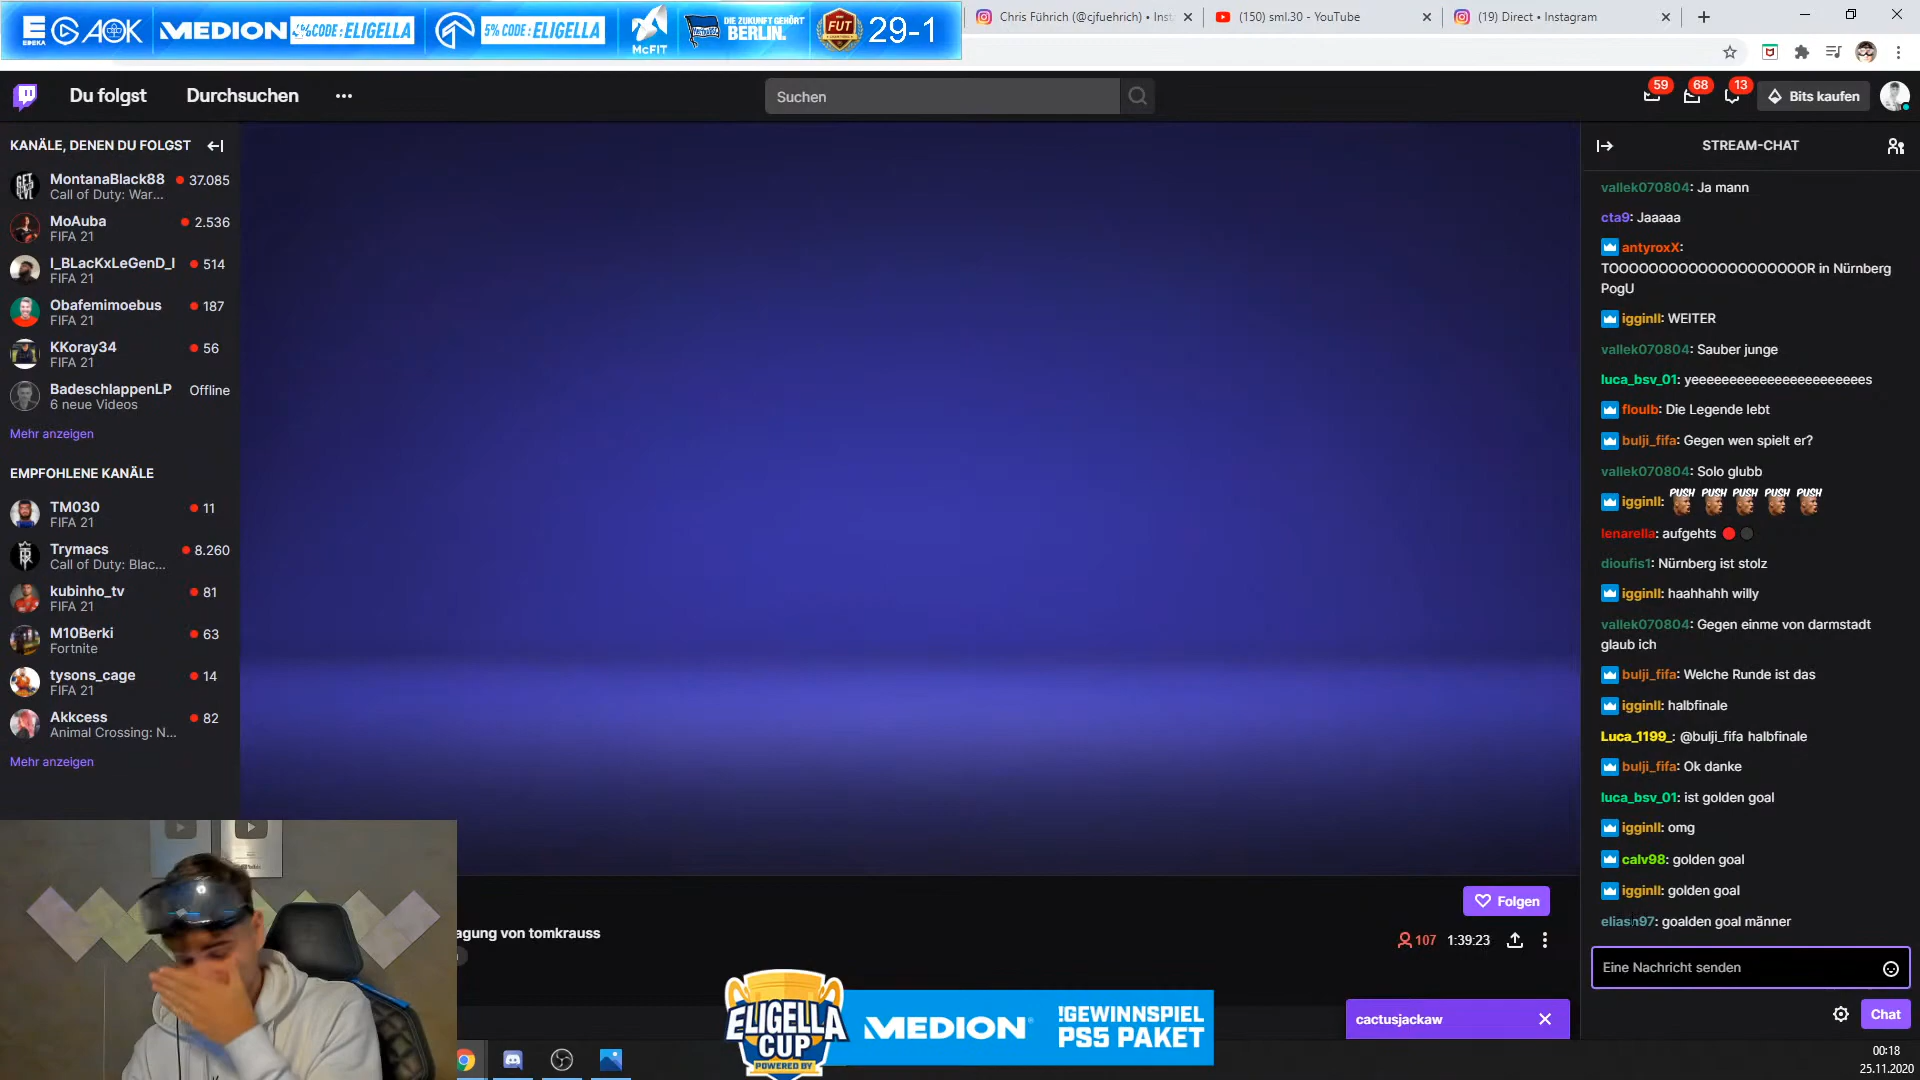 EDEKA
AOK
MEDION
4% CODE: ELIGELLA
5% CODE: ELIGELLA
McFIT
DIE ZUKUNFT GEHÖRT
BERLIN.
FUT
29-1
Chris Führich (@cjfuehrich) • Inst
(150) sml.30 - YouTube
(19) Direct • Instagram
Du folgst
Durchsuchen
Suchen
59
68
13
Bits kaufen
KANÄLE, DENEN DU FOLGST
MontanaBlack88
37.085
Call of Duty: War...
MoAuba
2.536
FIFA 21
I_BLacKxLeGenD_I
514
FIFA 21
Obafemimoebus
187
FIFA 21
KKoray34
56
FIFA 21
BadeschlappenLP
Offline
6 neue Videos
Mehr anzeigen
EMPFOHLENE KANÄLE
TM030
11
FIFA 21
Trymacs
8.260
Call of Duty: Blac...
kubinho_tv
81
FIFA 21
M10Berki
63
Fortnite
tysons_cage
14
FIFA 21
Akkcess
82
Animal Crossing: N...
Mehr anzeigen
STREAM-CHAT
vallek070804: Ja mann
cta9: Jaaaaa
antyroxX:
TOOOOOOOOOOOOOOOOOOOOOR in Nürnberg
PogU
igginll: WEITER
vallek070804: Sauber junge
luca_bsv_01: yeeeeeeeeeeeeeeeeeeeeeees
floulb: Die Legende lebt
bulji_fifa: Gegen wen spielt er?
vallek070804: Solo glubb
igginll: PUSH PUSH PUSH PUSH PUSH
lenarella: aufgehts
dioufis1: Nürnberg ist stolz
igginll: haahhahh willy
vallek070804: Gegen einme von darmstadt
glaub ich
bulji_fifa: Welche Runde ist das
igginll: halbfinale
Luca_1199_: @bulji_fifa halbfinale
bulji_fifa: Ok danke
luca_bsv_01: ist golden goal
igginll: omg
calv98: golden goal
igginll: golden goal
eliash97: goalden goal männer
Eine Nachricht senden
Chat
Folgen
agung von tomkrauss
107
1:39:23
ELIGELLA
CUP
POWERED BY
MEDION
!GEWINNSPIEL
PS5 PAKET
cactusjackaw
00:18
25.11.2020